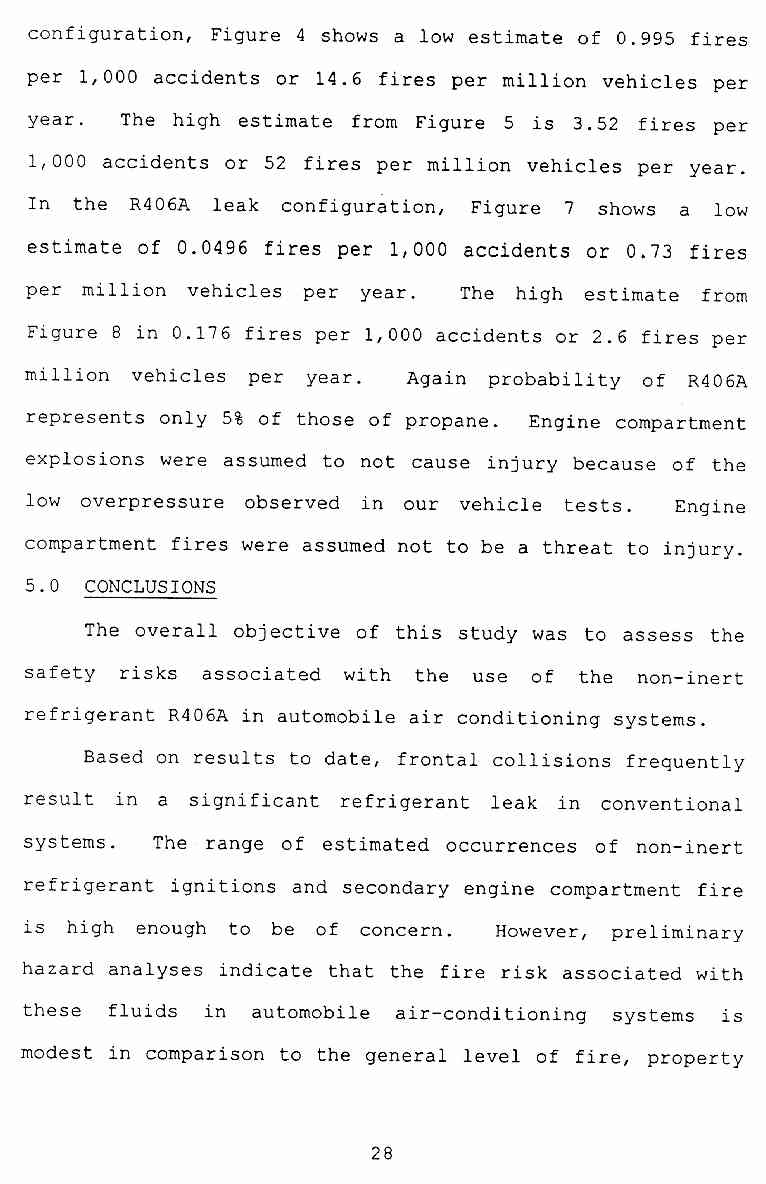 configuration, Figure 4 shows a low estimate of 0.995 fires
per 1,000 accidents or 14.6 fires per million vehicles per
year. The high estimate from Figure 5 is 3.52 fires per
1,000 accidents or 52 fires per million vehicles per year.
In the R406A leak configuration, Figure 7 shows a low
estimate of 0.0496 fires per 1,000 accidents or 0.73 fires
per million vehicles per year. The high estimate from
Figure 8 in 0.176 fires per 1,000 accidents or 2.6 fires per
million vehicles per year. Again probability of R406A
represents only 5% of those of propane. Engine compartment
explosions were assumed to not cause injury because of the
low overpressure observed in our vehicle tests. Engine
compartment fires were assumed not to be a threat to injury.
5.0 CONCLUSIONS
The overall objective of this study was to assess the
safety risks associated with the use of the non-inert
refrigerant R406A in automobile air conditioning systems.
Based on results to date, frontal collisions frequently
result in a significant refrigerant leak in conventional
systems. The range of estimated occurrences of non-inert
refrigerant ignitions and secondary engine compartment fire
is high enough to be of concern. However, preliminary
hazard analyses indicate that the fire risk associated with
these fluids in automobile air-conditioning systems is
modest in comparison to the general level of fire, property
28